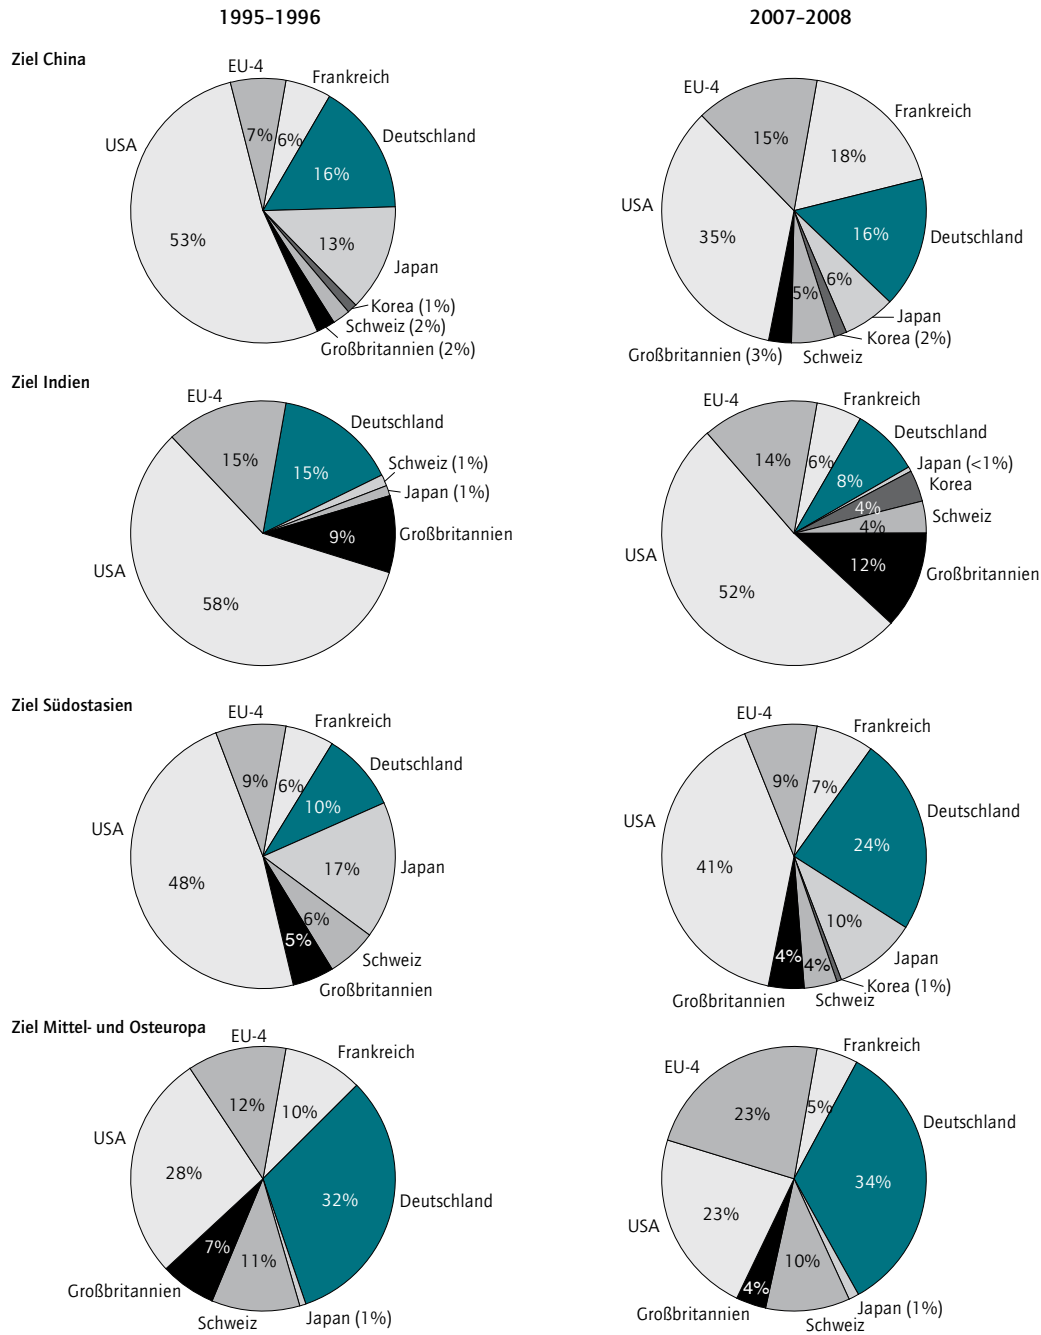 1995–1996
2007–2008
Ziel China
EU-4
Frankreich
USA
Deutschland
7%
6%
16%
53%
13%
Japan
Korea (1%)
Schweiz (2%)
Großbritannien (2%)
EU-4
Frankreich
15%
18%
USA
35%
16%
Deutschland
6%
5%
Japan
Korea (2%)
Großbritannien (3%)
Schweiz
Ziel Indien
EU-4
Deutschland
15%
15%
Schweiz (1%)
Japan (1%)
9%
Großbritannien
USA
58%
EU-4
Frankreich
Deutschland
14%
6%
Japan (<1%)
8%
Korea
4%
Schweiz
4%
USA
12%
Großbritannien
52%
Ziel Südostasien
EU-4
Frankreich
Deutschland
9%
6%
10%
USA
17%
Japan
48%
6%
5%
Schweiz
Großbritannien
EU-4
Frankreich
9%
7%
Deutschland
USA
24%
41%
10%
4%
4%
Japan
Korea (1%)
Großbritannien
Schweiz
Ziel Mittel- und Osteuropa
EU-4
Frankreich
12%
10%
USA
28%
32%
Deutschland
7%
11%
Großbritannien
Schweiz
Japan (1%)
Frankreich
EU-4
23%
5%
Deutschland
34%
USA
23%
10%
4%
Großbritannien
Japan (1%)
Schweiz